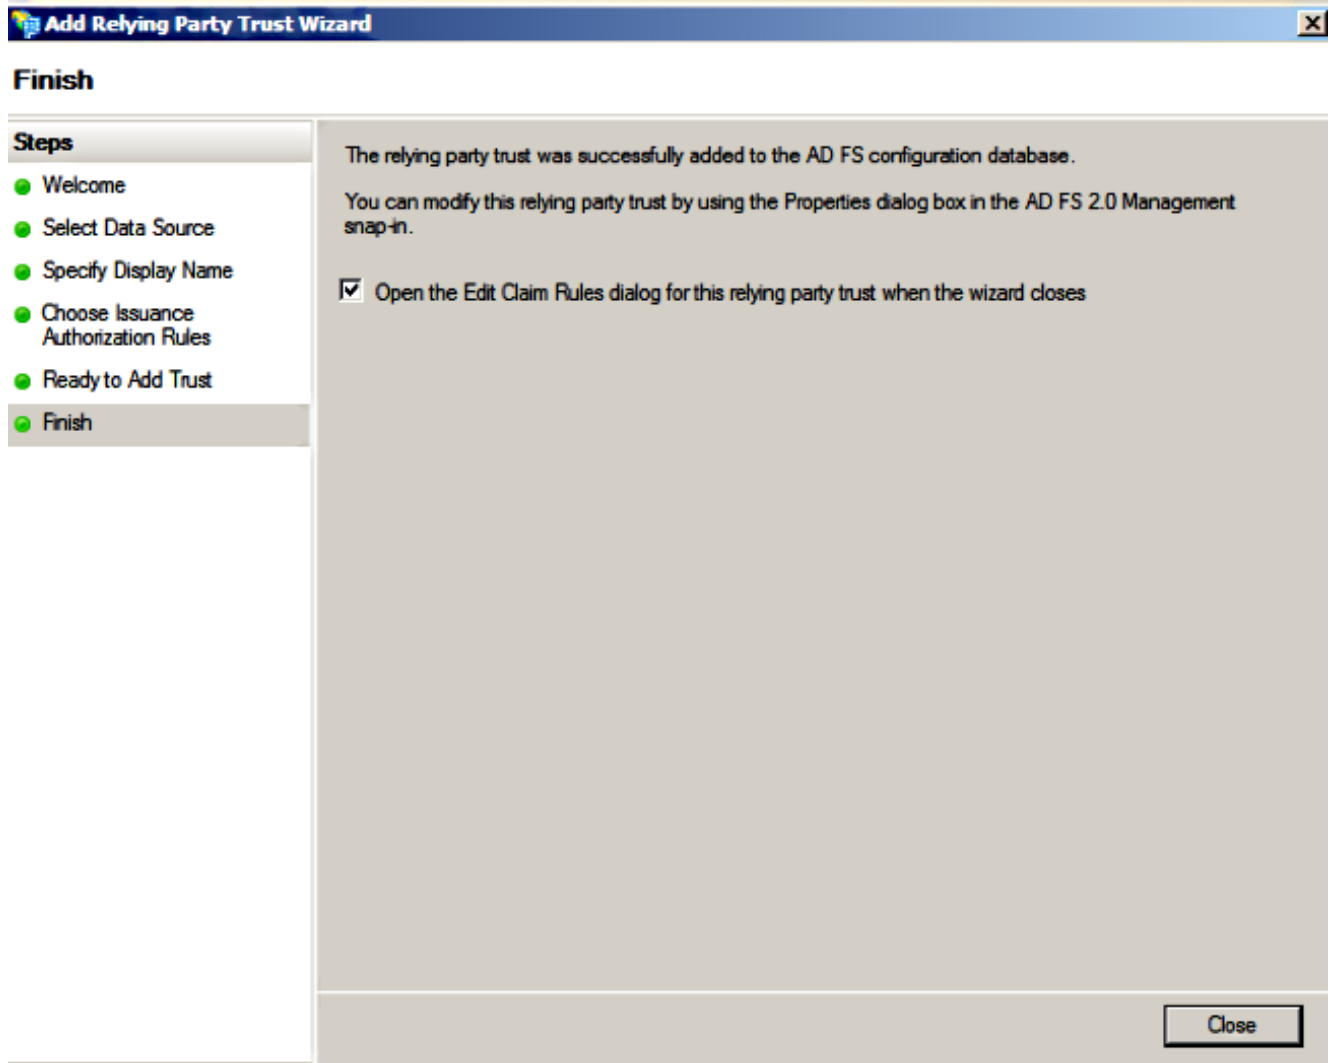 Add Relying Party Trust Wizard
Finish
Steps
Welcome
Select Data Source
Specify Display Name
Choose Issuance
Authorization Rules
Ready to Add Trust
Finish
The relying party trust was successfully added to the AD FS configuration database.
You can modify this relying party trust by using the Properties dialog box in the AD FS 2.0 Management
snap-in.
Open the Edit Claim Rules dialog for this relying party trust when the wizard closes
Close